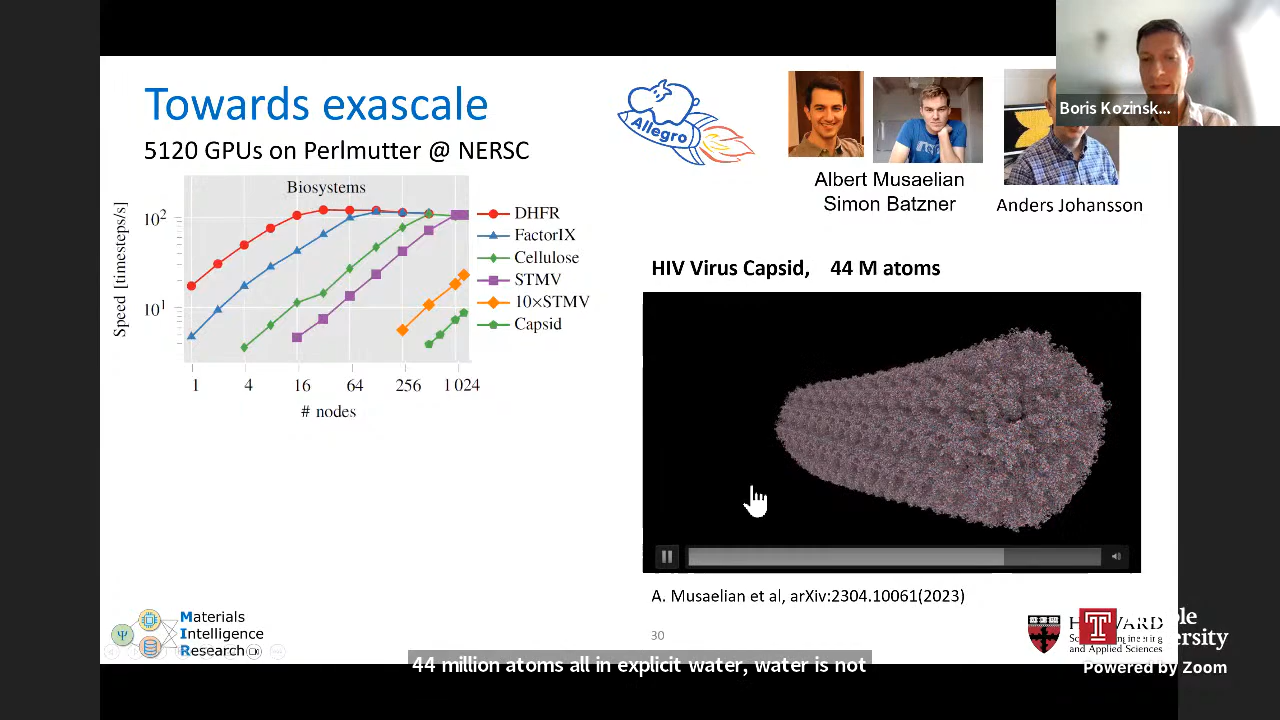 Towards exascale
5120 GPUs on Perlmutter @ NERSC
Allegro
Albert Musaelian
Simon Batzner
Anders Johansson
Boris Kozinsk...
Biosystems
Speed [timesteps/s]
10²
10¹
1 4 16 64 256 1 024
# nodes
DHFR
FactorIX
Cellulose
STMV
10×STMV
Capsid
HIV Virus Capsid, 44 M atoms
A. Musaelian et al, arXiv:2304.10061(2023)
Ψ
Materials
Intelligence
Research
30
T
and Applied Sciences
Powered by Zoom
44 million atoms all in explicit water, water is not